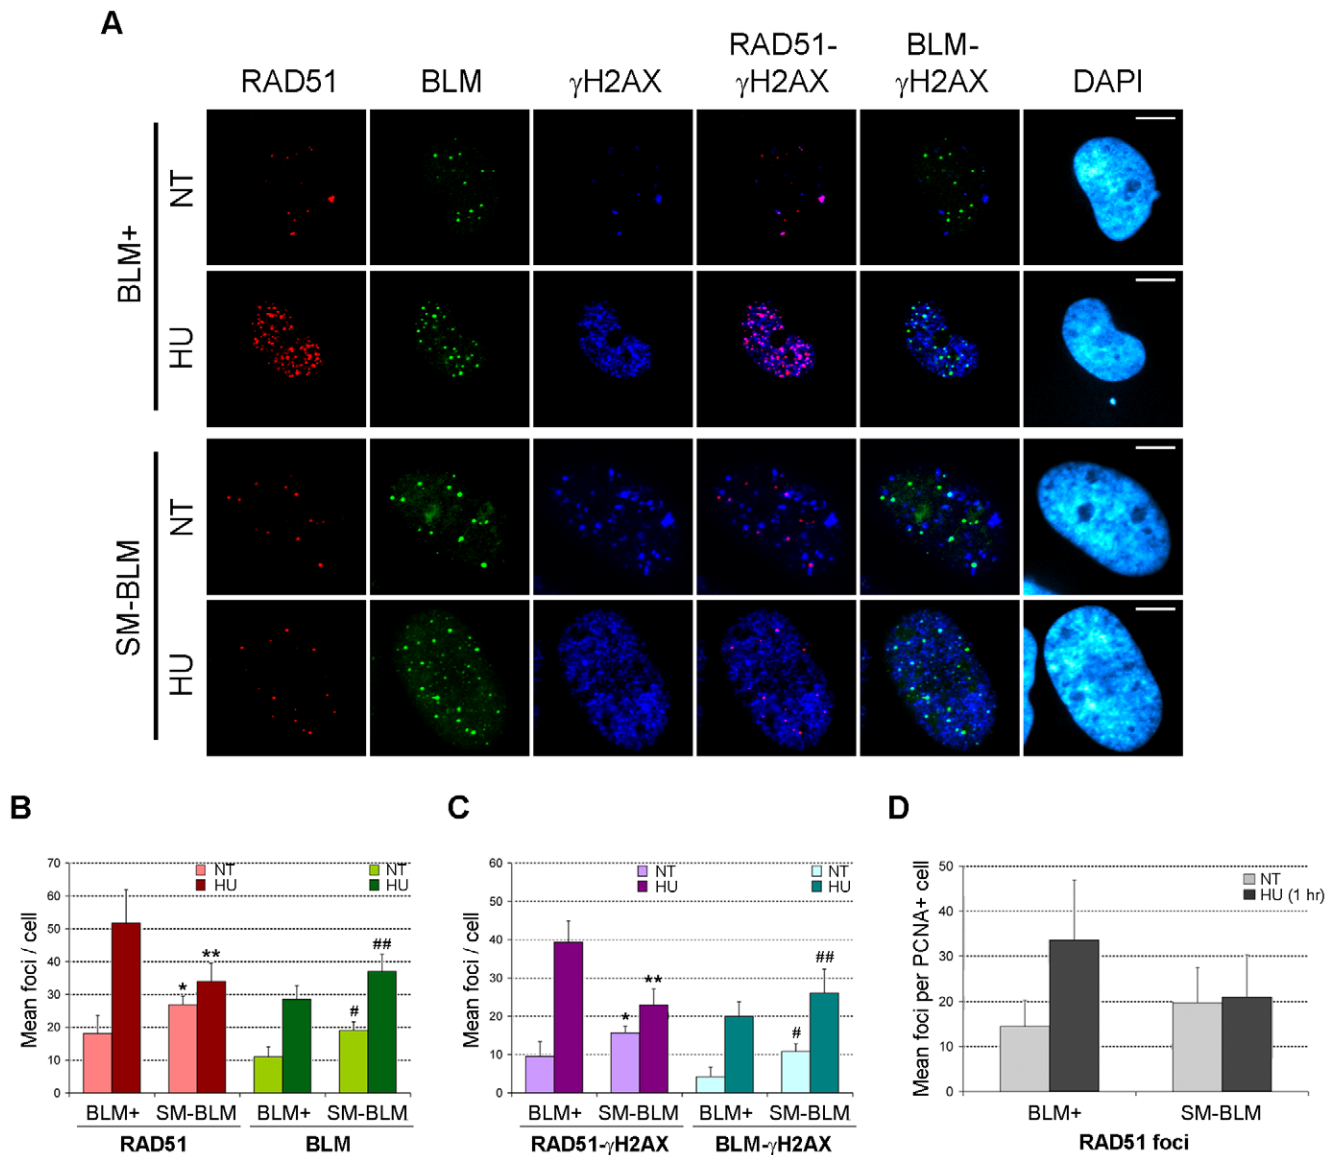 A
RAD51 BLM γH2AX RAD51-γH2AX BLM-γH2AX DAPI
BLM+
NT
HU
SM-BLM
NT
HU
B
Mean foci / cell
70
60
50
40
30
20
10
0
NT
HU
NT
HU
*
**
#
##
BLM+ SM-BLM BLM+ SM-BLM
RAD51 BLM
C
Mean foci / cell
60
50
40
30
20
10
0
NT
HU
NT
HU
*
**
#
##
BLM+ SM-BLM BLM+ SM-BLM
RAD51-γH2AX BLM-γH2AX
D
Mean foci per PCNA+ cell
50
40
30
20
10
0
NT
HU (1 hr)
BLM+ SM-BLM
RAD51 foci